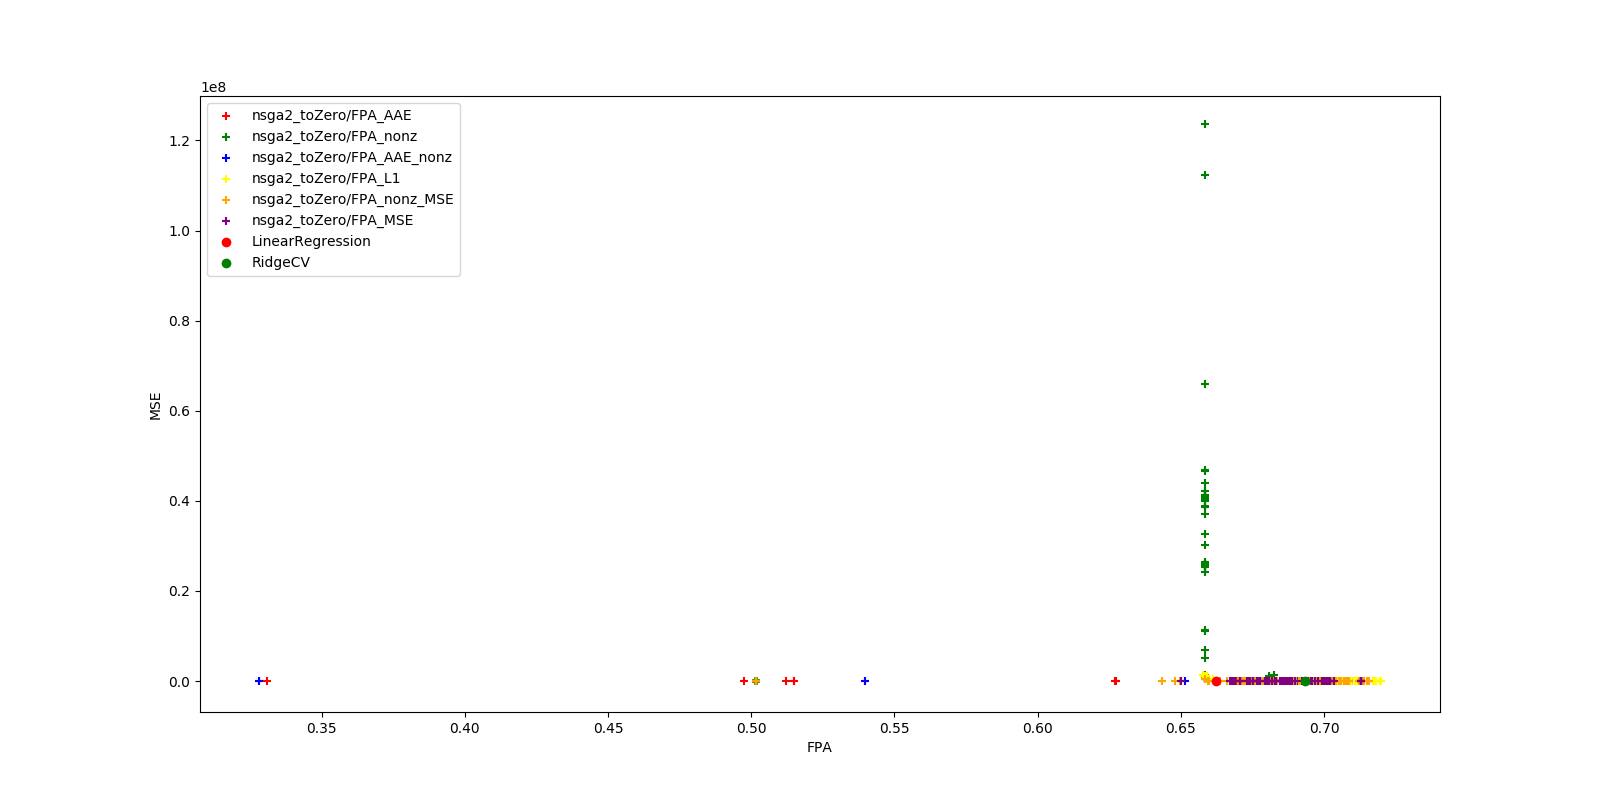 1e8
nsga2_toZero/FPA_AAE
nsga2_toZero/FPA_nonz
nsga2_toZero/FPA_AAE_nonz
nsga2_toZero/FPA_L1
nsga2_toZero/FPA_nonz_MSE
nsga2_toZero/FPA_MSE
LinearRegression
RidgeCV
1.2
1.0
0.8
0.6
0.4
0.2
0.0
MSE
0.35
0.40
0.45
0.50
0.55
0.60
0.65
0.70
FPA